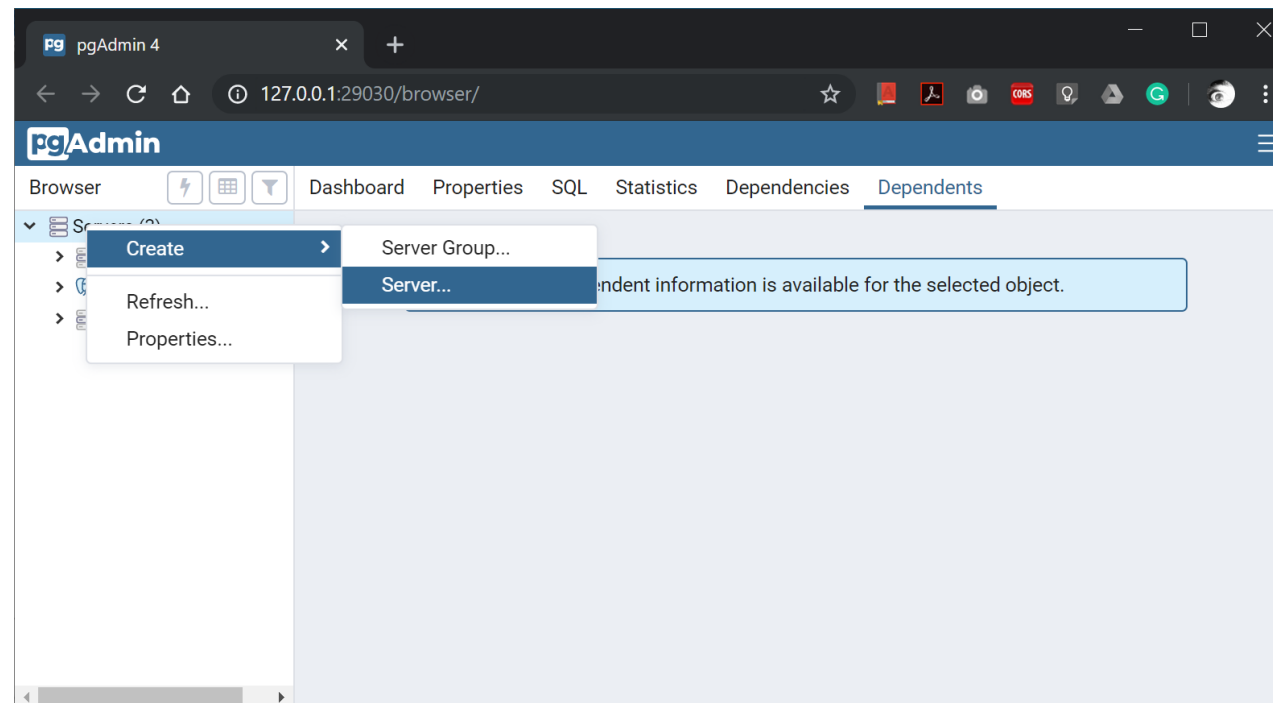 pgAdmin 4
127.0.0.1:29030/browser/
CORS
G
pgAdmin
Browser
Dashboard Properties SQL Statistics Dependencies Dependents
Create
Server Group...
Server...
information is available for the selected object.
Refresh...
Properties...